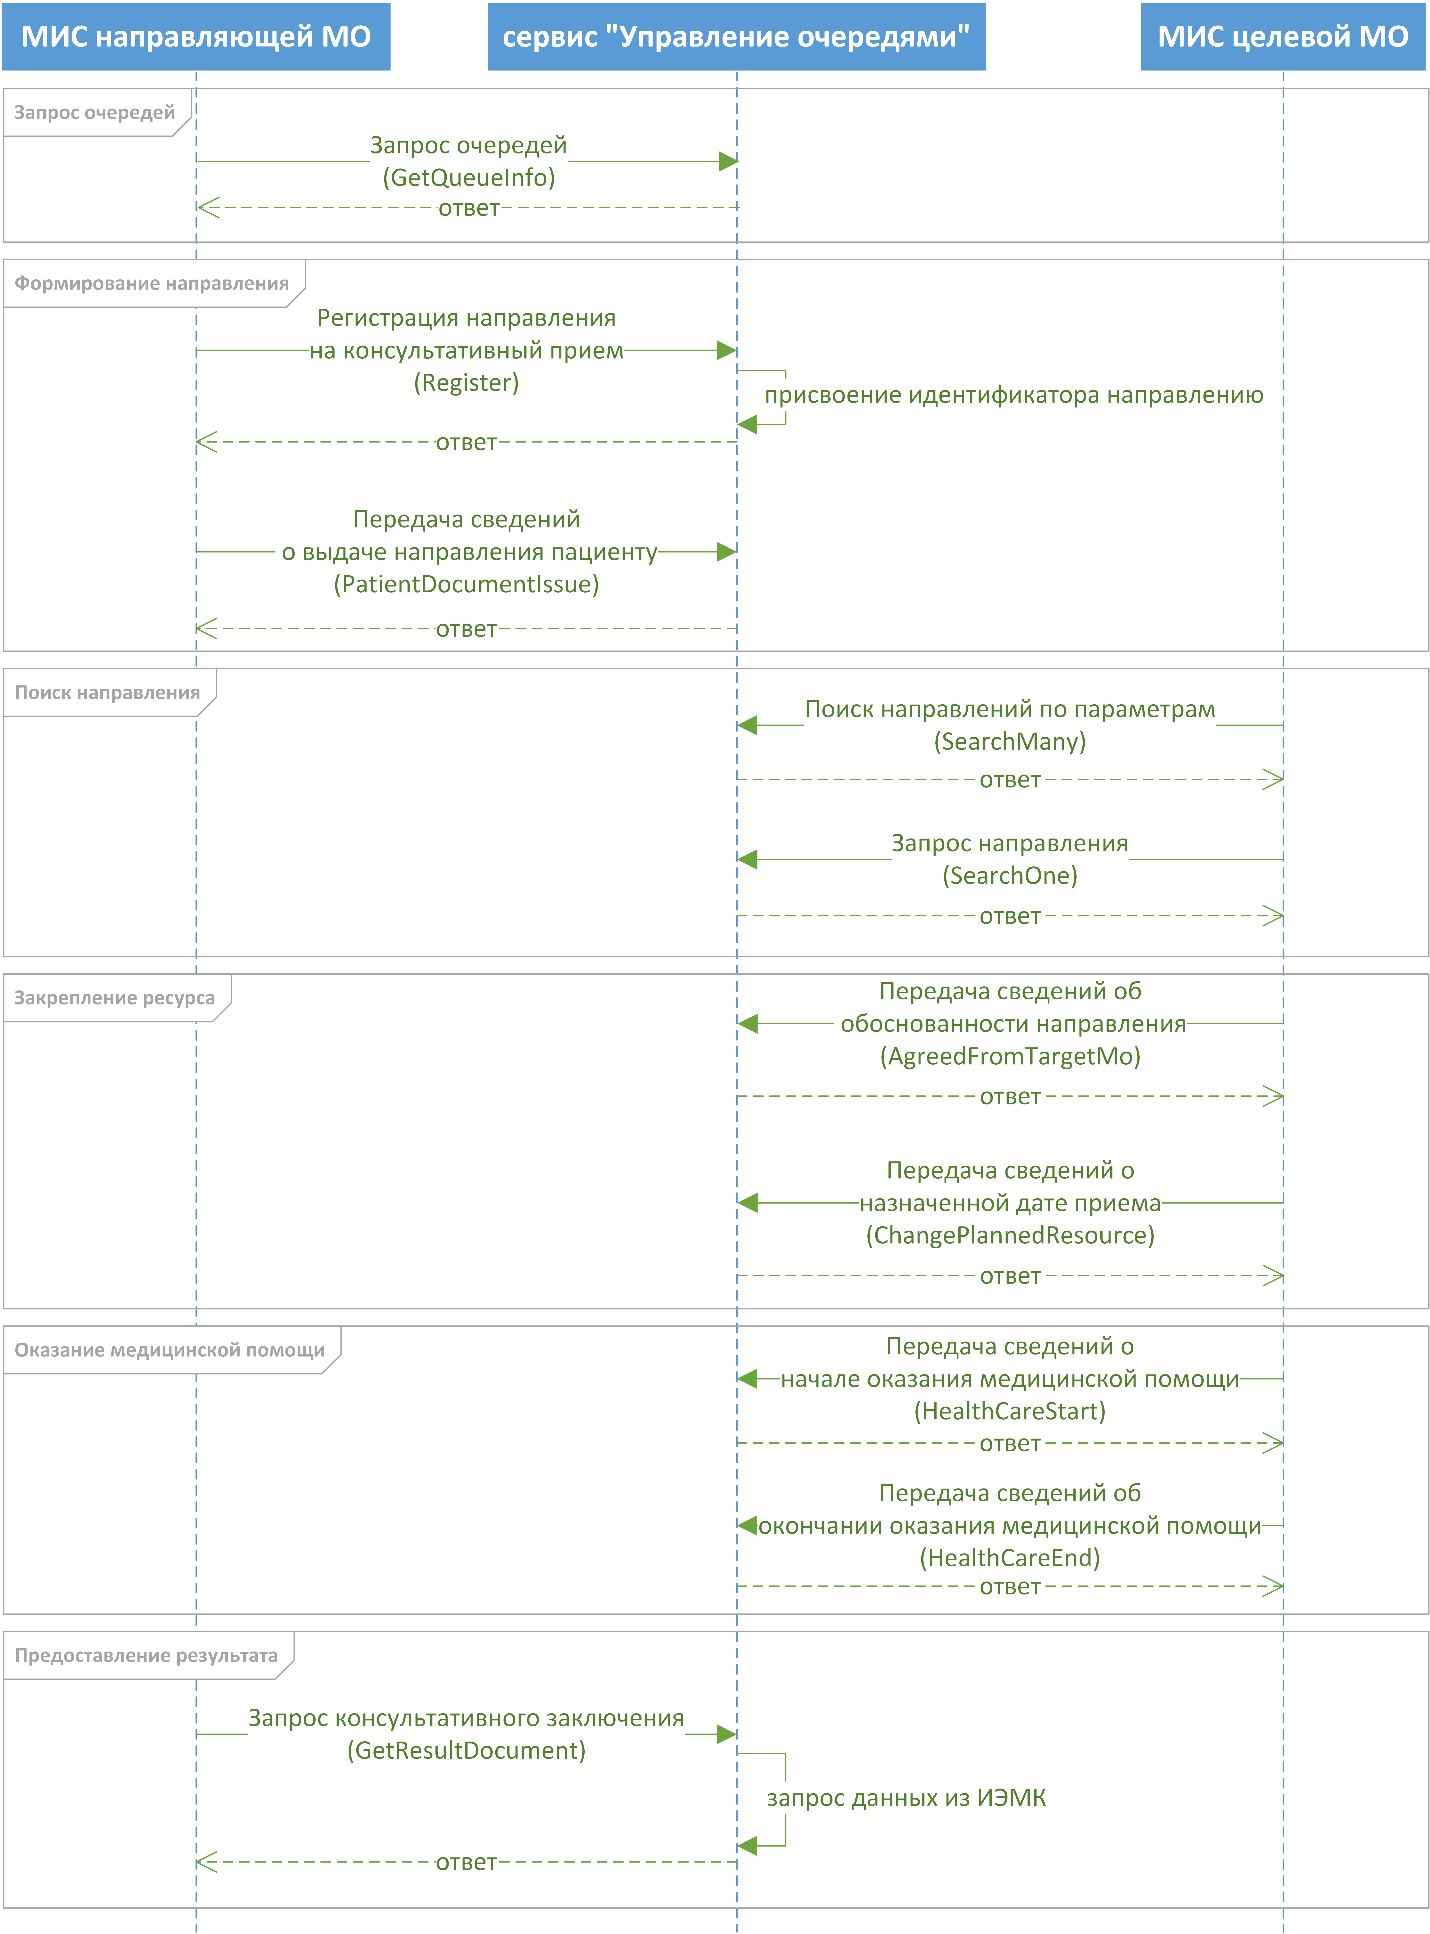 МИС направляющей МО
сервис "Управление очередями"
МИС целевой МО
Запрос очередей
Запрос очередей
(GetQueueInfo)
ответ
Формирование направления
Регистрация направления
на консультативный прием
(Register)
присвоение идентификатора направлению
ответ
Передача сведений
о выдаче направления пациенту
(PatientDocumentIssue)
ответ
Поиск направления
Поиск направлений по параметрам
(SearchMany)
ответ
Запрос направления
(SearchOne)
ответ
Закрепление ресурса
Передача сведений об
обоснованности направления
(AgreedFromTargetMo)
ответ
Передача сведений о
назначенной дате приема
(ChangePlannedResource)
ответ
Оказание медицинской помощи
Передача сведений о
начале оказания медицинской помощи
(HealthCareStart)
ответ
Передача сведений об
окончании оказания медицинской помощи
(HealthCareEnd)
ответ
Предоставление результата
Запрос консультативного заключения
(GetResultDocument)
запрос данных из ИЭМК
ответ